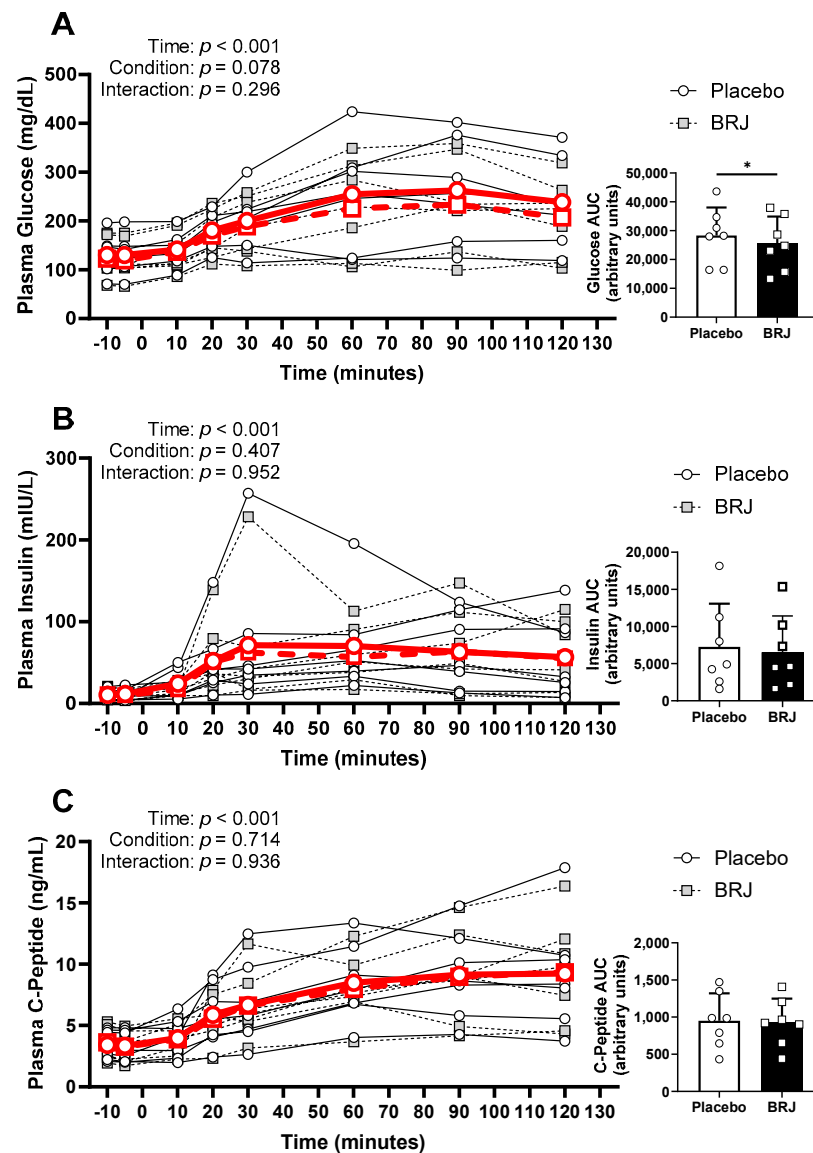 A
Time: p < 0.001
Condition: p = 0.078
Interaction: p = 0.296
Plasma Glucose (mg/dL)
500
400
300
200
100
0
-10 0 10 20 30 40 50 60 70 80 90 100 110 120 130
Time (minutes)
Placebo
BRJ
Glucose AUC
(arbitrary units)
50,000
40,000
30,000
20,000
10,000
0
*
Placebo BRJ
B
Time: p < 0.001
Condition: p = 0.407
Interaction: p = 0.952
Plasma Insulin (mIU/L)
300
200
100
0
-10 0 10 20 30 40 50 60 70 80 90 100 110 120 130
Time (minutes)
Placebo
BRJ
Insulin AUC
(arbitrary units)
20,000
15,000
10,000
5,000
0
Placebo BRJ
C
Time: p < 0.001
Condition: p = 0.714
Interaction: p = 0.936
Plasma C-Peptide (ng/mL)
20
15
10
5
0
-10 0 10 20 30 40 50 60 70 80 90 100 110 120 130
Time (minutes)
Placebo
BRJ
C-Peptide AUC
(arbitrary units)
2,000
1,500
1,000
500
0
Placebo BRJ